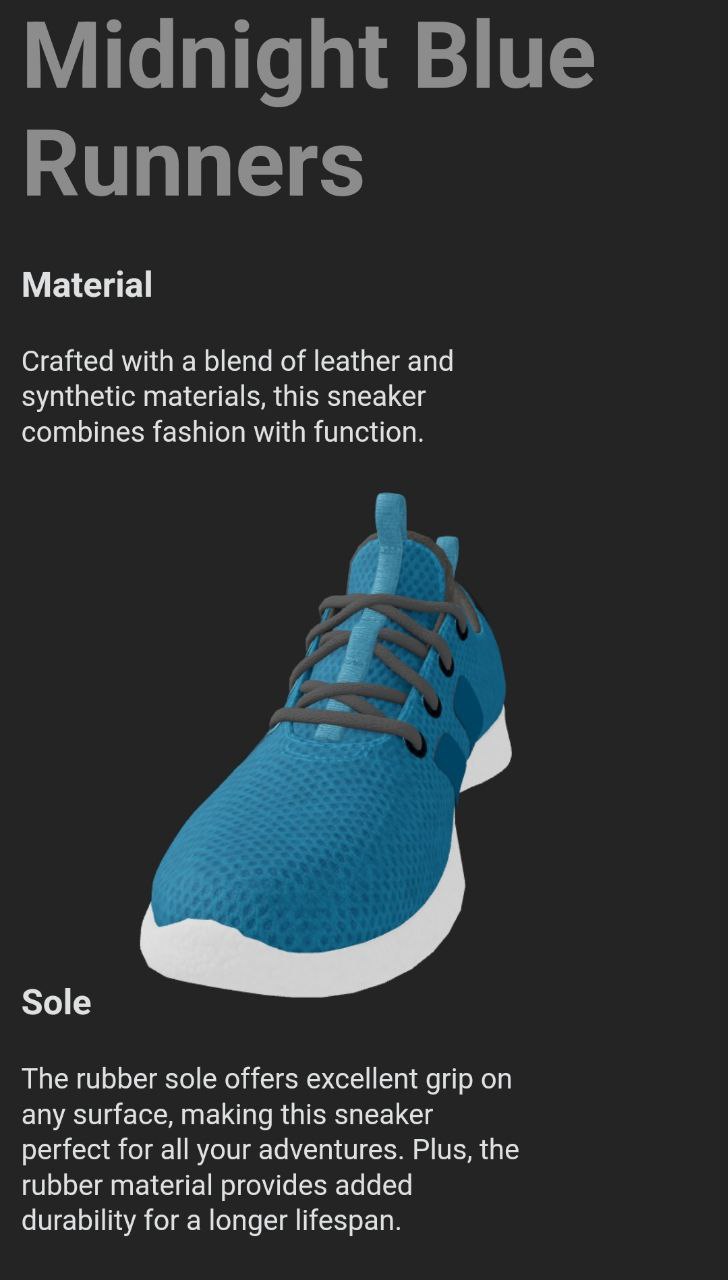 Midnight Blue
Runners
Material
Crafted with a blend of leather and
synthetic materials, this sneaker
combines fashion with function.
Sole
The rubber sole offers excellent grip on
any surface, making this sneaker
perfect for all your adventures. Plus, the
rubber material provides added
durability for a longer lifespan.